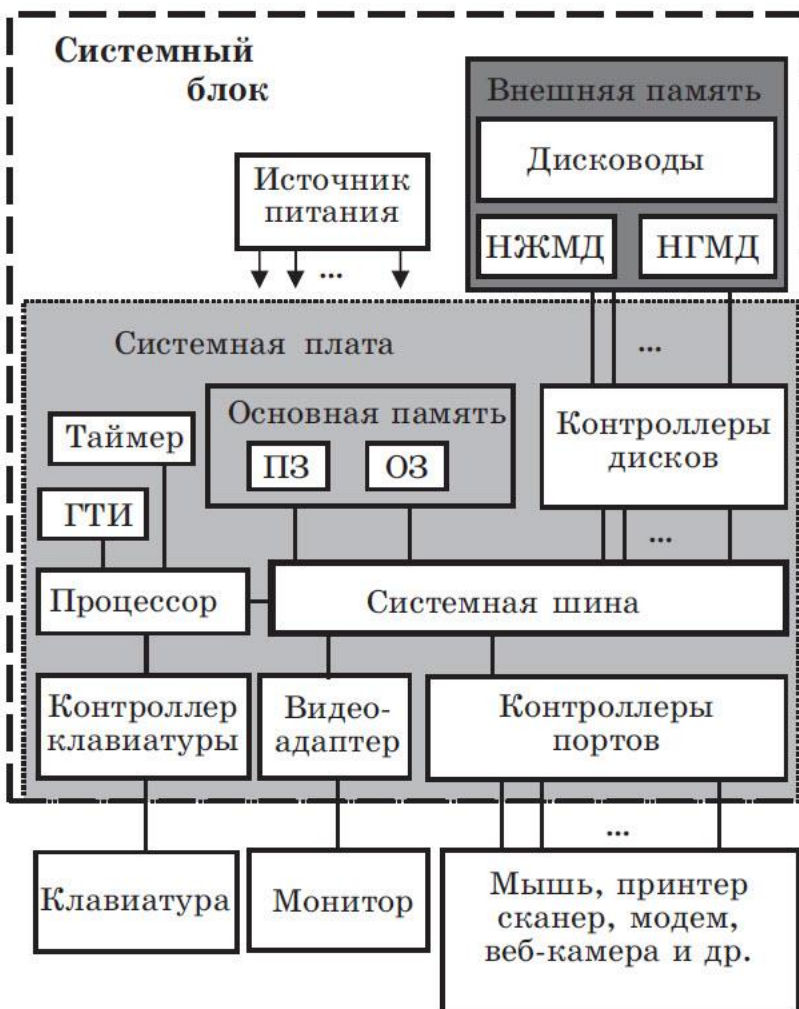 Системный
блок
Внешняя память
Дисководы
НЖМД
НГМД
Источник
питания
...
Системная плата
...
Основная память
ПЗ
ОЗ
Таймер
ГТИ
Контроллеры
дисков
...
Процессор
Системная шина
Контроллер
клавиатуры
Видео-
адаптер
Контроллеры
портов
...
Клавиатура
Монитор
Мышь, принтер
сканер, модем,
веб-камера и др.